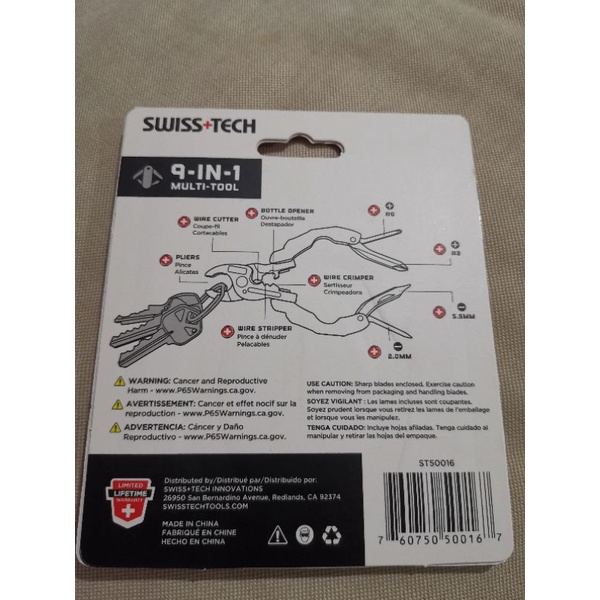 SWISS+TECH
9-IN-1
MULTI-TOOL
BOTTLE OPENER
Ouvre-bouteille
Destapador
WIRE CUTTER
Coupe-fil
Cortacables
#0
#2
PLIERS
Pince
Alicatas
WIRE CRIMPER
Sertisseur
Crimpeadora
5.5MM
WIRE STRIPPER
Pince à dénuder
Pelacables
2.0MM
WARNING: Cancer and Reproductive
Harm - www.P65Warnings.ca.gov.
AVERTISSEMENT: Cancer et effet nocif sur la
reproduction - www.P65Warnings.ca.gov.
ADVERTENCIA: Cáncer y Daño
Reproductivo - www.P65Warnings.ca.gov.
USE CAUTION: Sharp blades enclosed. Exercise caution
when removing from packaging and handling blades.
SOYEZ VIGILANT : Les lames incluses sont coupantes.
Soyez prudent lorsque vous retirez les lames de l'emballage
et lorsque vous les manipulez.
TENGA CUIDADO: Incluye hojas afiladas. Tenga cuidado al
manipular y retirar las hojas del empaque.
LIMITED
LIFETIME
WARRANTY
Distributed by/Distribué par/Distribuido por:
SWISS+TECH INNOVATIONS
26950 San Bernardino Avenue, Redlands, CA 92374
SWISSTECHTOOLS.COM
MADE IN CHINA
FABRIQUÉ EN CHINE
HECHO EN CHINA
ST50016
7 60750 50016 7